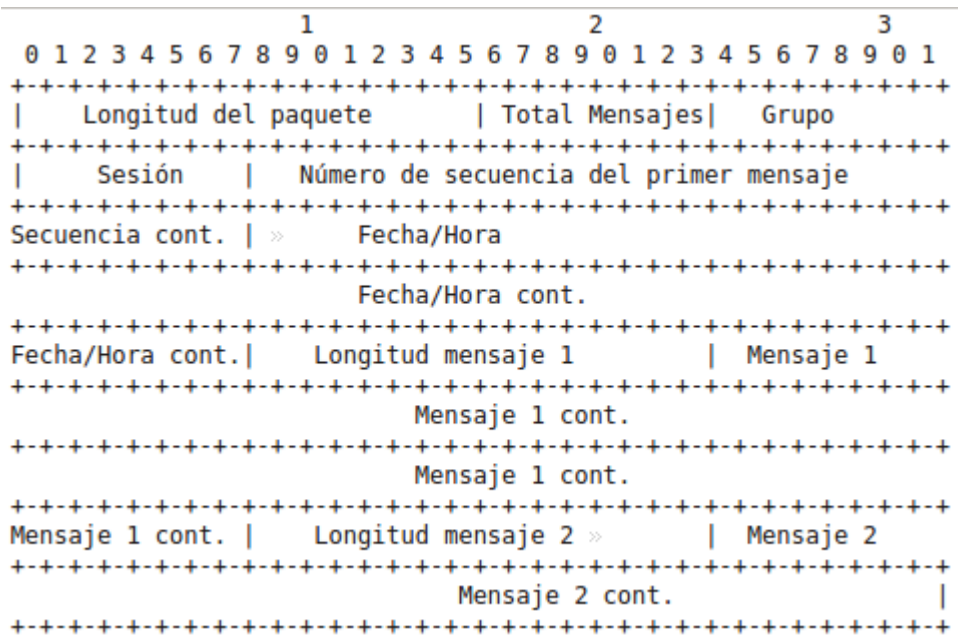 1 2 3
0 1 2 3 4 5 6 7 8 9 0 1 2 3 4 5 6 7 8 9 0 1 2 3 4 5 6 7 8 9 0 1
+-+-+-+-+-+-+-+-+-+-+-+-+-+-+-+-+-+-+-+-+-+-+-+-+-+-+-+-+-+-+-+-+
| Longitud del paquete | Total Mensajes| Grupo
+-+-+-+-+-+-+-+-+-+-+-+-+-+-+-+-+-+-+-+-+-+-+-+-+-+-+-+-+-+-+-+-+
| Sesión | Número de secuencia del primer mensaje
+-+-+-+-+-+-+-+-+-+-+-+-+-+-+-+-+-+-+-+-+-+-+-+-+-+-+-+-+-+-+-+-+
Secuencia cont. | » Fecha/Hora
+-+-+-+-+-+-+-+-+-+-+-+-+-+-+-+-+-+-+-+-+-+-+-+-+-+-+-+-+-+-+-+-+
Fecha/Hora cont.
+-+-+-+-+-+-+-+-+-+-+-+-+-+-+-+-+-+-+-+-+-+-+-+-+-+-+-+-+-+-+-+-+
Fecha/Hora cont.| Longitud mensaje 1 | Mensaje 1
+-+-+-+-+-+-+-+-+-+-+-+-+-+-+-+-+-+-+-+-+-+-+-+-+-+-+-+-+-+-+-+-+
Mensaje 1 cont.
+-+-+-+-+-+-+-+-+-+-+-+-+-+-+-+-+-+-+-+-+-+-+-+-+-+-+-+-+-+-+-+-+
Mensaje 1 cont.
+-+-+-+-+-+-+-+-+-+-+-+-+-+-+-+-+-+-+-+-+-+-+-+-+-+-+-+-+-+-+-+-+
Mensaje 1 cont. | Longitud mensaje 2 » | Mensaje 2
+-+-+-+-+-+-+-+-+-+-+-+-+-+-+-+-+-+-+-+-+-+-+-+-+-+-+-+-+-+-+-+-+
Mensaje 2 cont. |
+-+-+-+-+-+-+-+-+-+-+-+-+-+-+-+-+-+-+-+-+-+-+-+-+-+-+-+-+-+-+-+-+